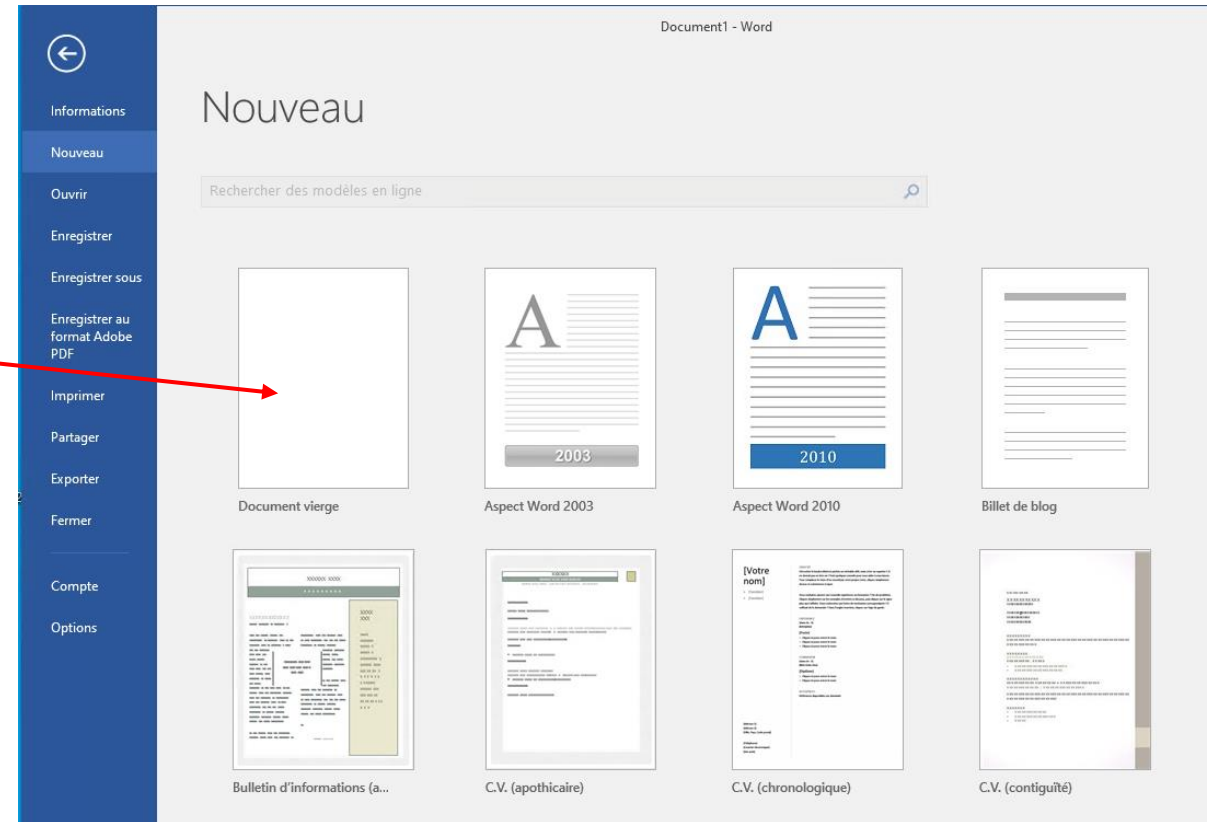 Document1 - Word
Informations
Nouveau
Ouvrir
Enregistrer
Enregistrer sous
Enregistrer au
format Adobe
PDF
Imprimer
Partager
Exporter
Fermer
Compte
Options
Nouveau
Rechercher des modèles en ligne
A
2003
A
2010
Document vierge
Aspect Word 2003
Aspect Word 2010
Billet de blog
[Votre
nom]
Bulletin d'informations (a...
C.V. (apothicaire)
C.V. (chronologique)
C.V. (contiguïté)